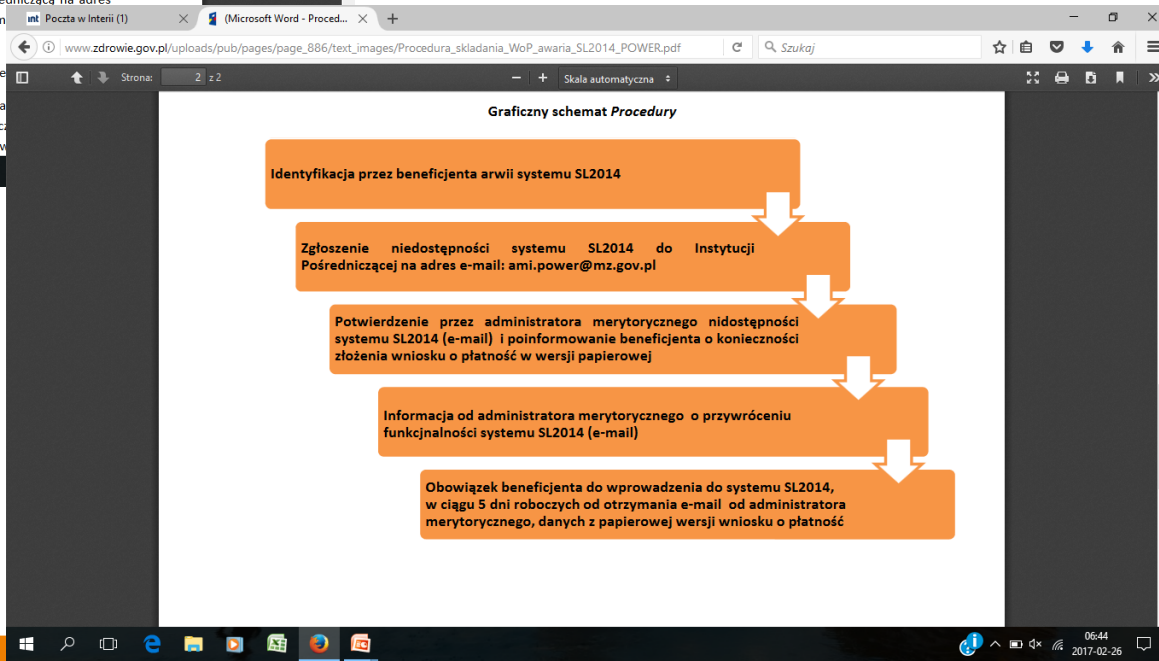 edniczącą na adres
Poczta w Interii (1)
(Microsoft Word - Proced...
www.zdrowie.gov.pl/uploads/pub/pages/page_886/text_images/Procedura_skladania_WoP_awaria_SL2014_POWER.pdf
Szukaj
Strona: 2 z 2
Skala automatyczna
Graficzny schemat Procedury
Identyfikacja przez beneficjenta arwii systemu SL2014
Zgłoszenie niedostępności systemu SL2014 do Instytucji
Pośredniczącej na adres e-mail: ami.power@mz.gov.pl
Potwierdzenie przez administratora merytorycznego nidostępności
systemu SL2014 (e-mail) i poinformowanie beneficjenta o konieczności
złożenia wniosku o płatność w wersji papierowej
Informacja od administratora merytorycznego o przywróceniu
funkcjnalności systemu SL2014 (e-mail)
Obowiązek beneficjenta do wprowadzenia do systemu SL2014,
w ciągu 5 dni roboczych od otrzymania e-mail od administratora
merytorycznego, danych z papierowej wersji wniosku o płatność
06:44
2017-02-26